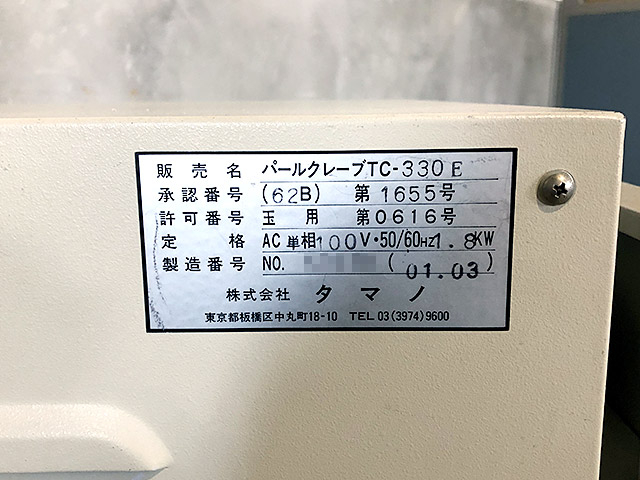 販売名 パールクレーブTC-330E
承認番号 (62B) 第1655号
許可番号 玉用 第0616号
定格 AC単相100V・50/60HZ1.8KW
製造番号 NO. (01.03)
株式会社 タマノ
東京都板橋区中丸町18-10 TEL 03(3974)9600